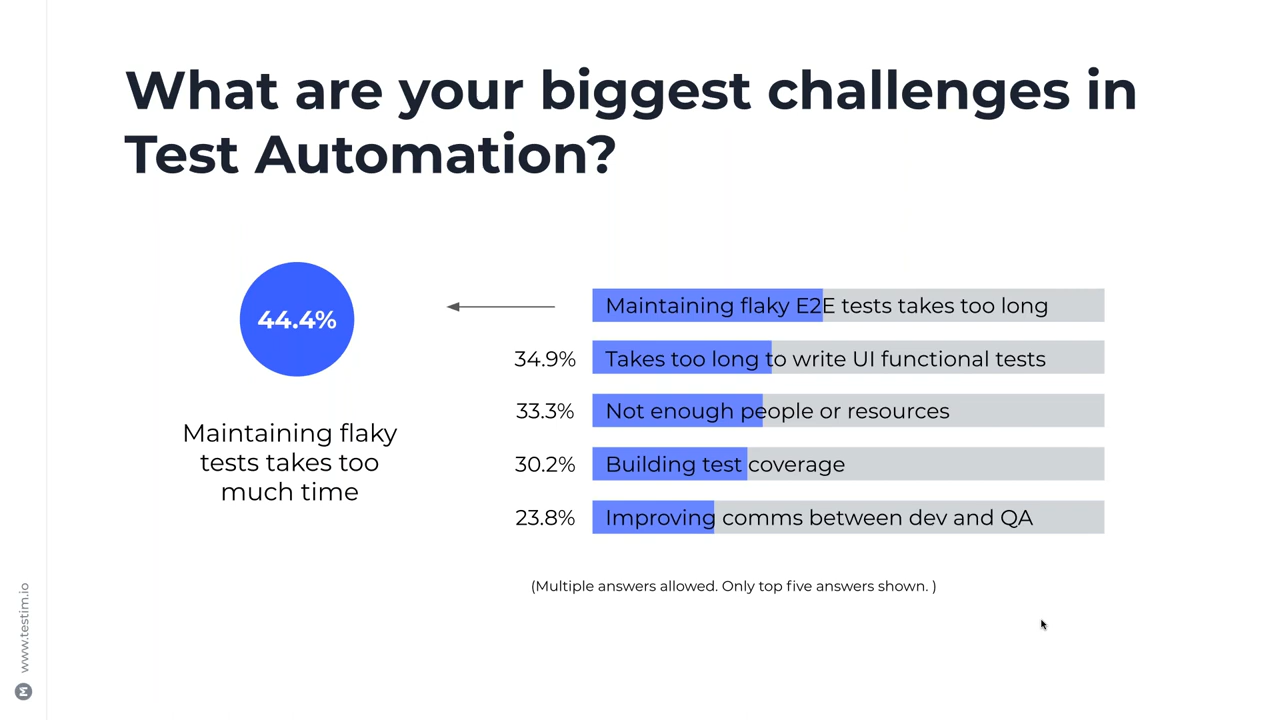 What are your biggest challenges in
Test Automation?
44.4%
Maintaining flaky
tests takes too
much time
Maintaining flaky E2E tests takes too long
34.9% Takes too long to write UI functional tests
33.3% Not enough people or resources
30.2% Building test coverage
23.8% Improving comms between dev and QA
(Multiple answers allowed. Only top five answers shown. )
www.testim.io